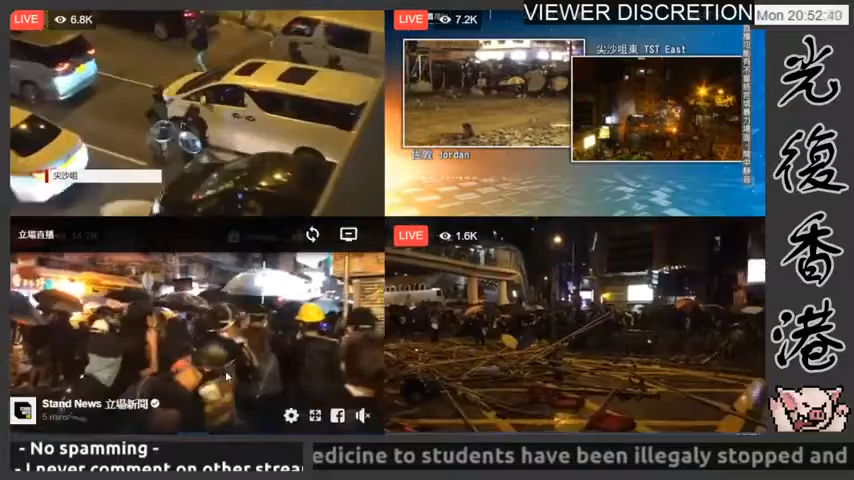 VIEWER DISCRETION
Mon 20:52:40
LIVE
6.8K
尖沙咀
LIVE
7.2K
尖沙咀東 TST East
佐敦 Jordan
立場直播
14.2K
Stand News 立場新聞
5 mins
LIVE
1.6K
光復香港
- No spamming -
- I never comment on other strea
edicine to students have been illegaly stopped and